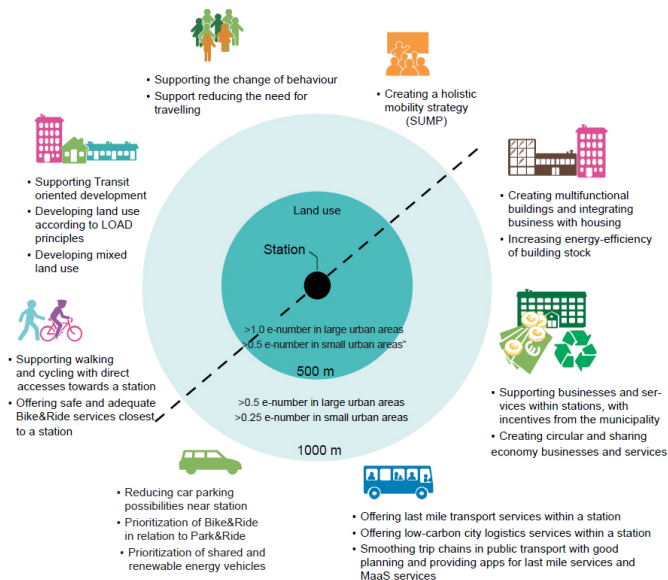 • Supporting the change of behaviour
• Support reducing the need for
travelling
• Creating a holistic
mobility strategy
(SUMP)
• Supporting Transit
oriented development
• Developing land use
according to LOAD
principles
• Developing mixed
land use
Land use
Station
• Creating multifunctional
buildings and integrating
business with housing
• Increasing energy-efficiency
of building stock
>1.0 e-number in large urban areas
>0.5 e-number in small urban areas"
500 m
>0.5 e-number in large urban areas
>0.25 e-number in small urban areas
1000 m
• Supporting walking
and cycling with direct
accesses towards a station
• Offering safe and adequate
Bike&Ride services closest
to a station
• Supporting businesses and ser-
vices within stations, with
incentives from the municipality
• Creating circular and sharing
economy businesses and services
• Reducing car parking
possibilities near station
• Prioritization of Bike&Ride
in relation to Park&Ride
• Prioritization of shared and
renewable energy vehicles
• Offering last mile transport services within a station
• Offering low-carbon city logistics services within a station
• Smoothing trip chains in public transport with good
planning and providing apps for last mile services and
MaaS services